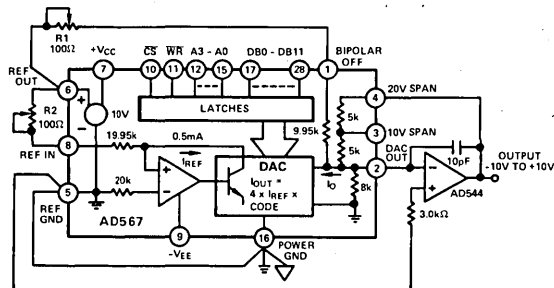 R1
100Ω
+VCC
CS WR A3 - A0 DB0 - DB11 BIPOLAR
OFF
REF
OUT
7 10 11 12 15 17 28 1
6
4 20V SPAN
R2
100Ω
+
10V
-
LATCHES
9.95k
5k
3 10V SPAN
5k
REF IN
8 19.95k 0.5mA
IREF
DAC
IOUT =
4 × IREF ×
CODE
DAC
OUT
2
IO
8k
10pF
OUTPUT
-10V TO +10V
AD544
5
REF
GND
20k
AD567
9
-VEE
16 POWER
GND
3.0kΩ